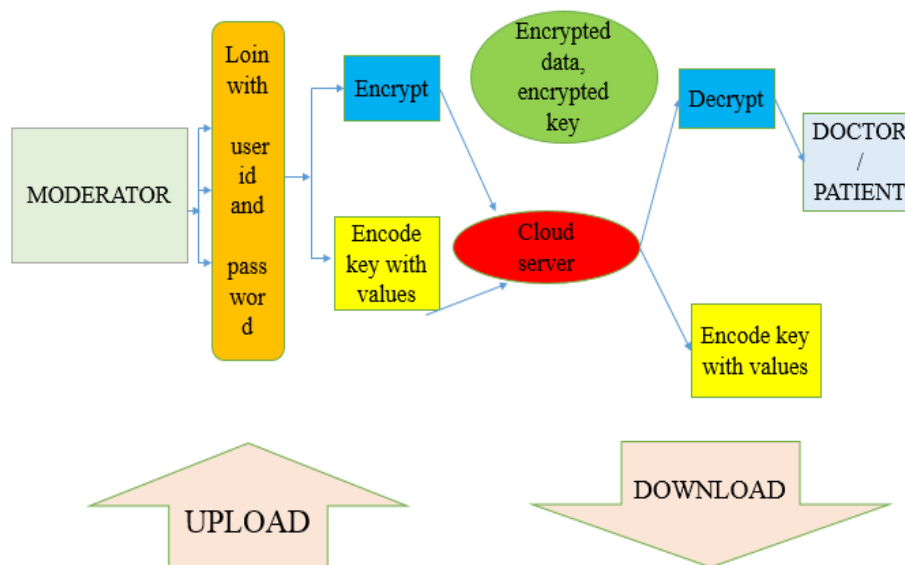 MODERATOR
Loin
with
user
id
and
pass
wor
d
Encrypt
Encode
key with
values
Encrypted
data,
encrypted
key
Cloud
server
Decrypt
DOCTOR
/
PATIENT
Encode key
with values
UPLOAD
DOWNLOAD